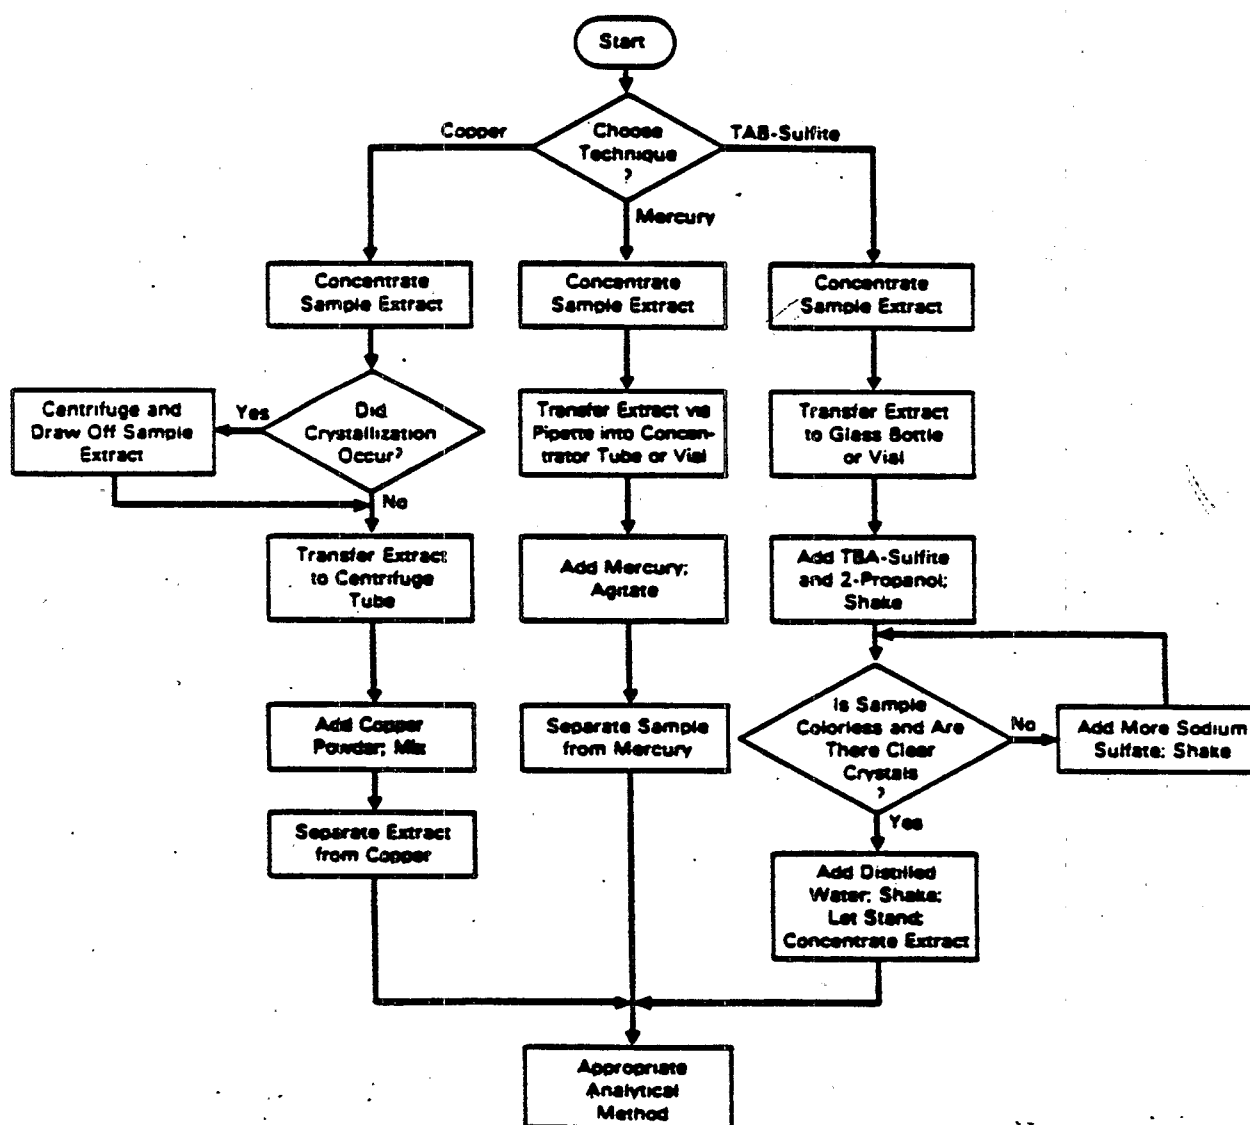 Start
Choose
Technique
?
Copper
TAB-Sulfite
Mercury
Concentrate
Sample Extract
Concentrate
Sample Extract
Concentrate
Sample Extract
Centrifuge and
Draw Off Sample
Extract
Yes
Did
Crystallization
Occur?
No
Transfer Extract via
Pipette into Concen-
trator Tube or Vial
Transfer Extract
to Glass Bottle
or Vial
Transfer Extract
to Centrifuge
Tube
Add Mercury;
Agitate
Add TBA-Sulfite
and 2-Propanol;
Shake
Add Copper
Powder; Mix
Separate Sample
from Mercury
Is Sample
Colorless and Are
There Clear
Crystals
?
No
Add More Sodium
Sulfate; Shake
Yes
Separate Extract
from Copper
Add Distilled
Water; Shake;
Let Stand;
Concentrate Extract
Appropriate
Analytical
Method